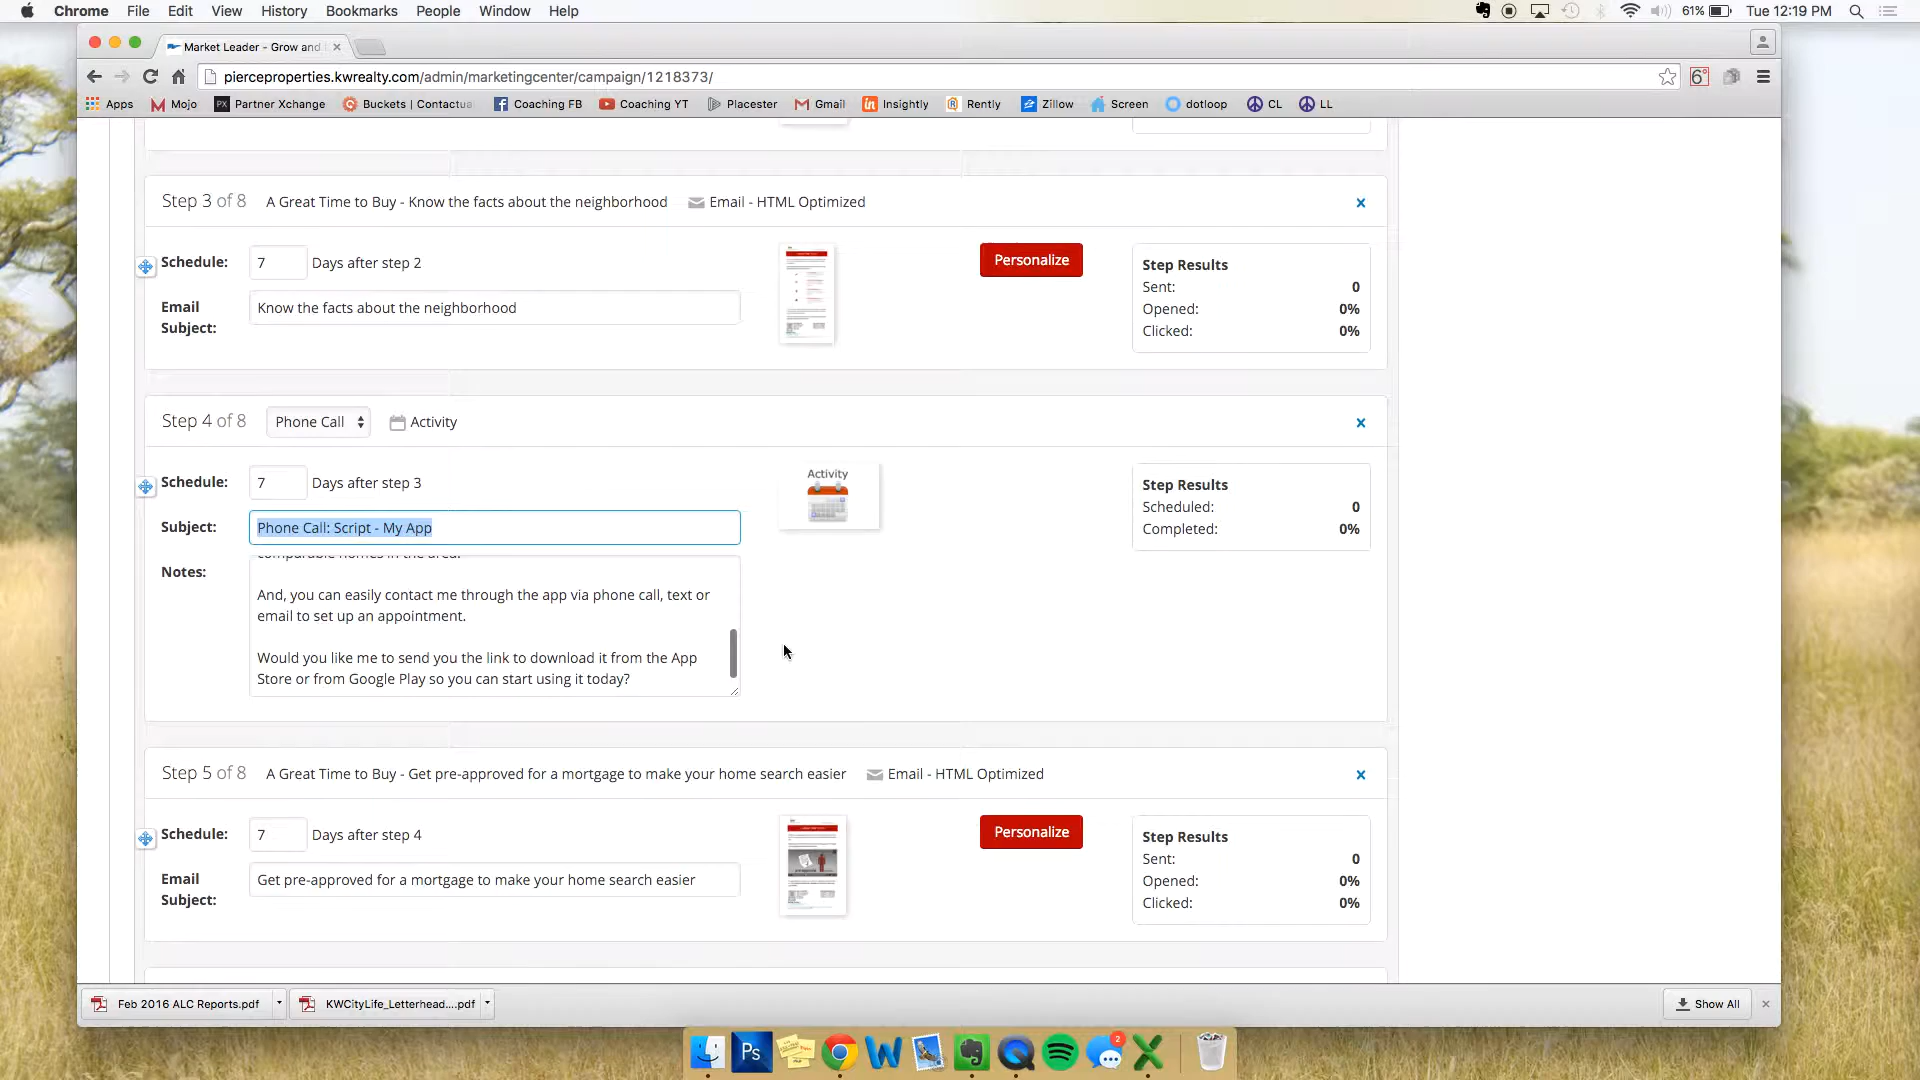 Chrome File Edit View History Bookmarks People Window Help 61% Tue 12:19 PM
Market Leader - Grow and
pierceproperties.kwrealty.com/admin/marketingcenter/campaign/1218373/ 6°
Apps Mojo PX Partner Xchange Buckets | Contactua Coaching FB Coaching YT Placester Gmail Insightly Rently Zillow Screen dotloop CL LL
Step 3 of 8 A Great Time to Buy - Know the facts about the neighborhood Email - HTML Optimized
Schedule: 7 Days after step 2
Email Subject: Know the facts about the neighborhood
Personalize
Step Results
Sent: 0
Opened: 0%
Clicked: 0%
Step 4 of 8 Phone Call Activity
Schedule: 7 Days after step 3
Subject: Phone Call: Script - My App
Notes:
comparable homes in the area.
And, you can easily contact me through the app via phone call, text or
email to set up an appointment.
Would you like me to send you the link to download it from the App
Store or from Google Play so you can start using it today?
Activity
Step Results
Scheduled: 0
Completed: 0%
Step 5 of 8 A Great Time to Buy - Get pre-approved for a mortgage to make your home search easier Email - HTML Optimized
Schedule: 7 Days after step 4
Email Subject: Get pre-approved for a mortgage to make your home search easier
Personalize
Step Results
Sent: 0
Opened: 0%
Clicked: 0%
Feb 2016 ALC Reports.pdf KWCityLife_Letterhead....pdf Show All
Ps W 2